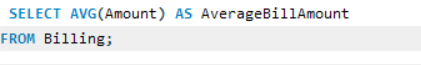 SELECT AVG(Amount) AS AverageBillAmount
FROM Billing;